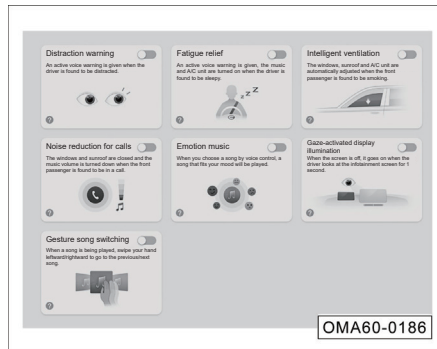 Distraction warning
An active voice warning is given when the
driver is found to be distracted.
?
Fatigue relief
An active voice warning is given, the music
and A/C unit are turned on when the driver is
found to be sleepy.
z z Z
?
Intelligent ventilation
The windows, sunroof and A/C unit are
automatically adjusted when the front
passenger is found to be smoking.
?
Noise reduction for calls
The windows and sunroof are closed and the
music volume is turned down when the front
passenger is found to be in a call.
?
Emotion music
When you choose a song by voice control, a
song that fits your mood will be played.
?
Gaze-activated display
illumination
When the screen is off, it goes on when the
driver looks at the infotainment screen for 1
second.
?
Gesture song switching
When a song is being played, swipe your hand
leftward/rightward to go to the previous/next
song.
?
OMA60-0186